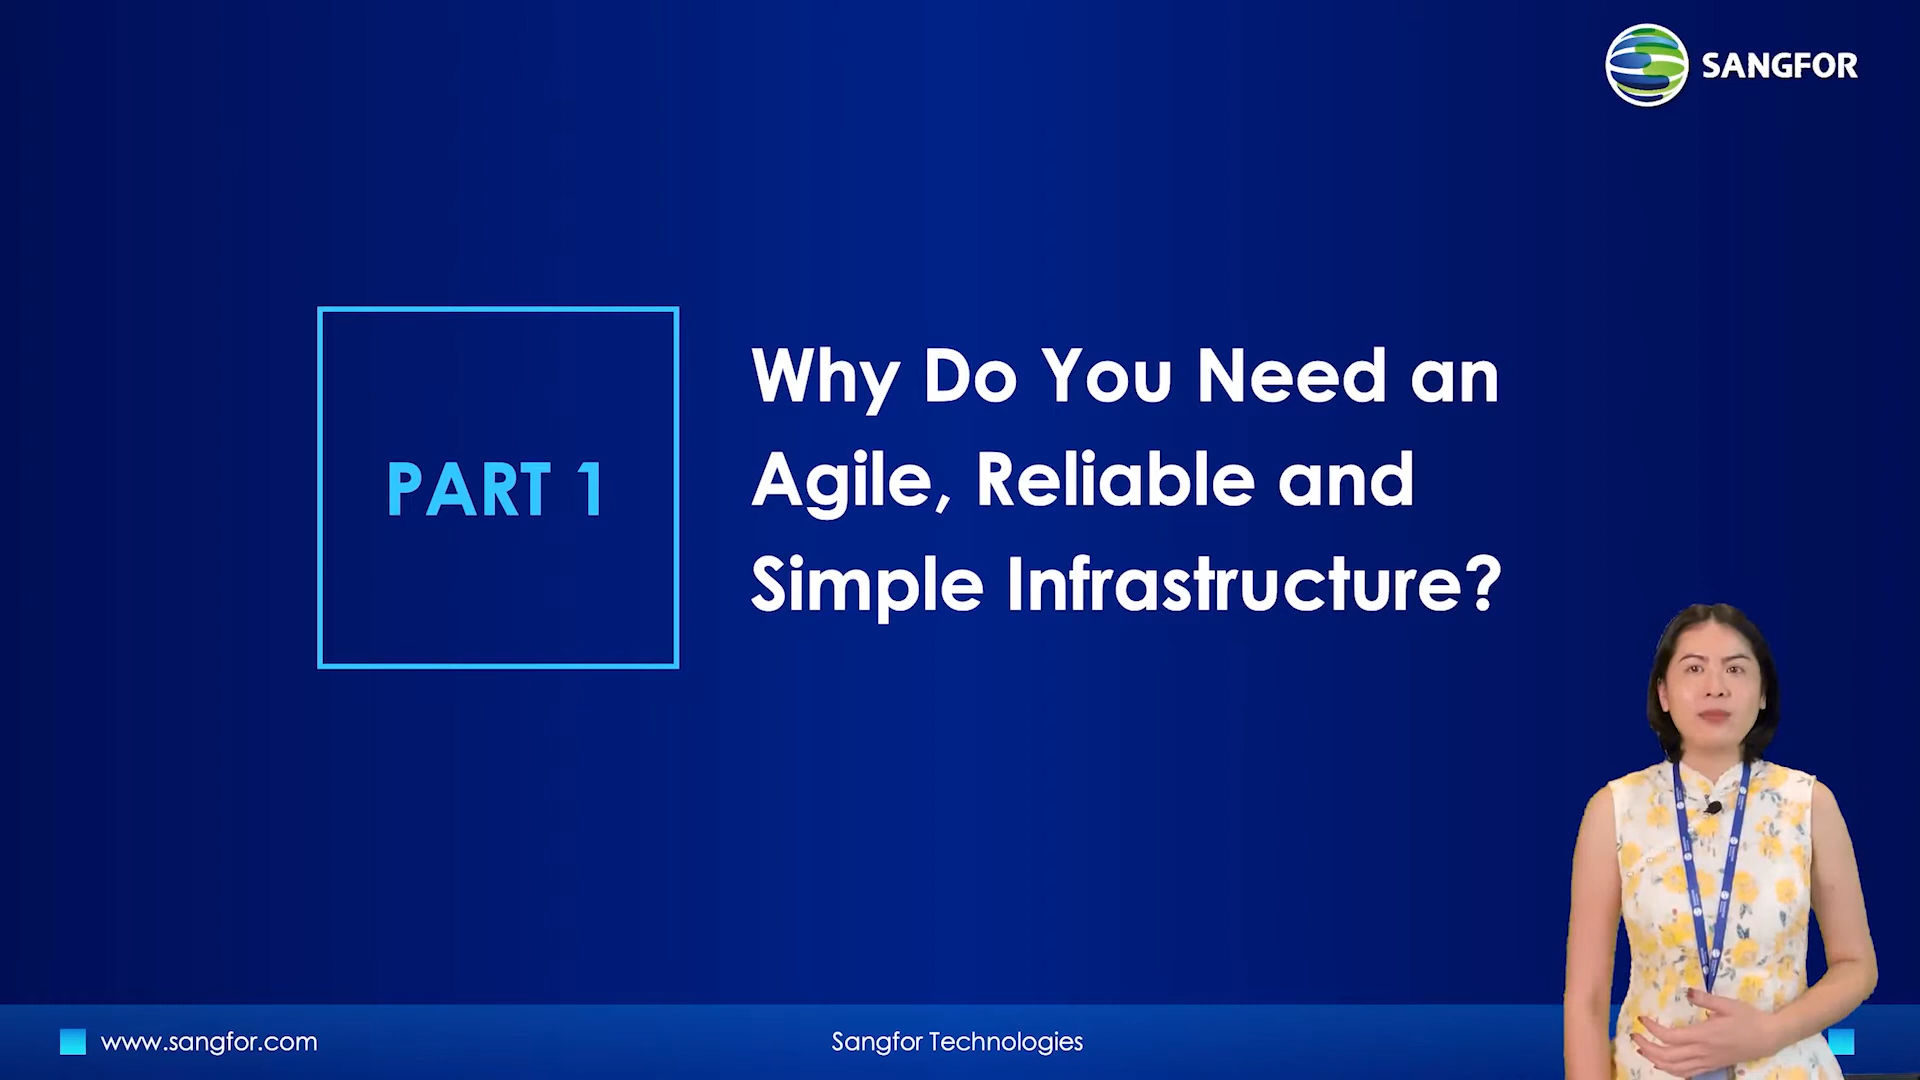 SANGFOR
PART 1
Why Do You Need an
Agile, Reliable and
Simple Infrastructure?
www.sangfor.com
Sangfor Technologies